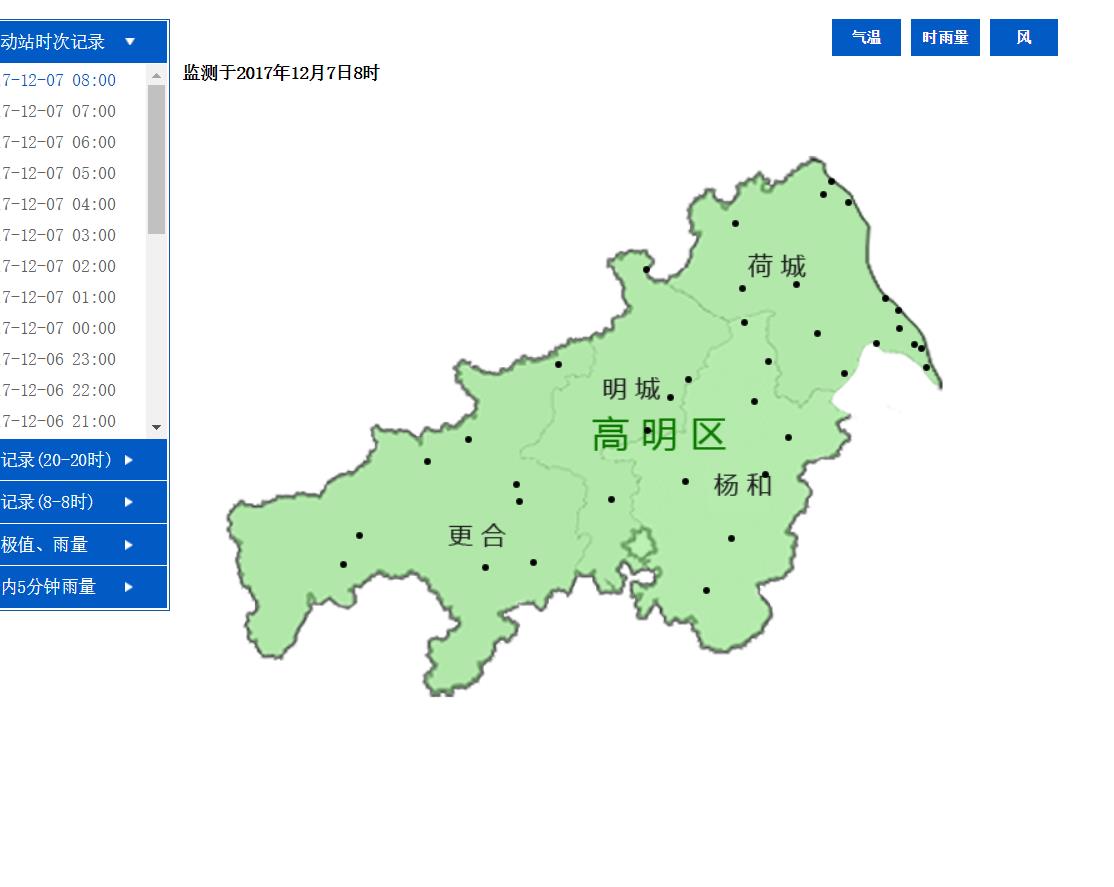 动站时次记录
7-12-07 08:00
7-12-07 07:00
7-12-07 06:00
7-12-07 05:00
7-12-07 04:00
7-12-07 03:00
7-12-07 02:00
7-12-07 01:00
7-12-07 00:00
7-12-06 23:00
7-12-06 22:00
7-12-06 21:00
记录(20-20时)
记录(8-8时)
极值、雨量
内5分钟雨量
气温
时雨量
风
监测于2017年12月7日8时
荷城
明城
高明区
杨和
更合